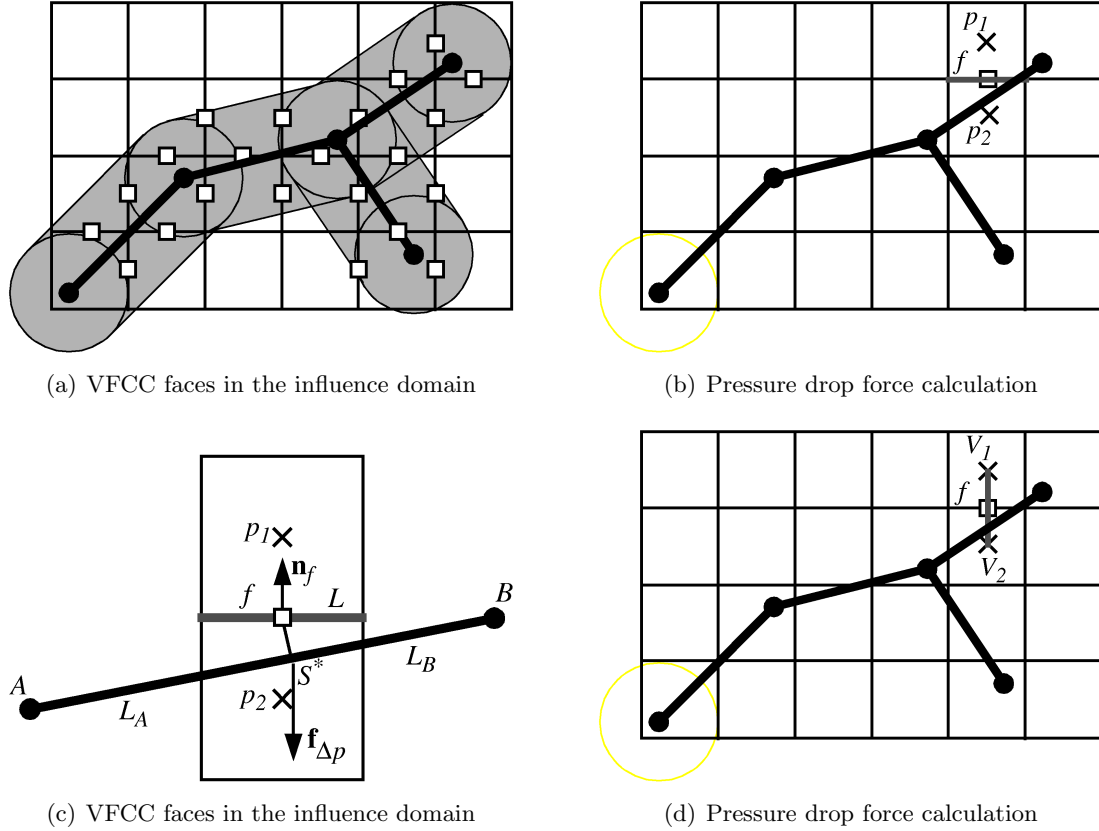 p1
f
p2
(a) VFCC faces in the influence domain
(b) Pressure drop force calculation
p1
nf
f
L
B
S*
LB
A
p2
LA
fΔp
V1
f
V2
(c) VFCC faces in the influence domain
(d) Pressure drop force calculation